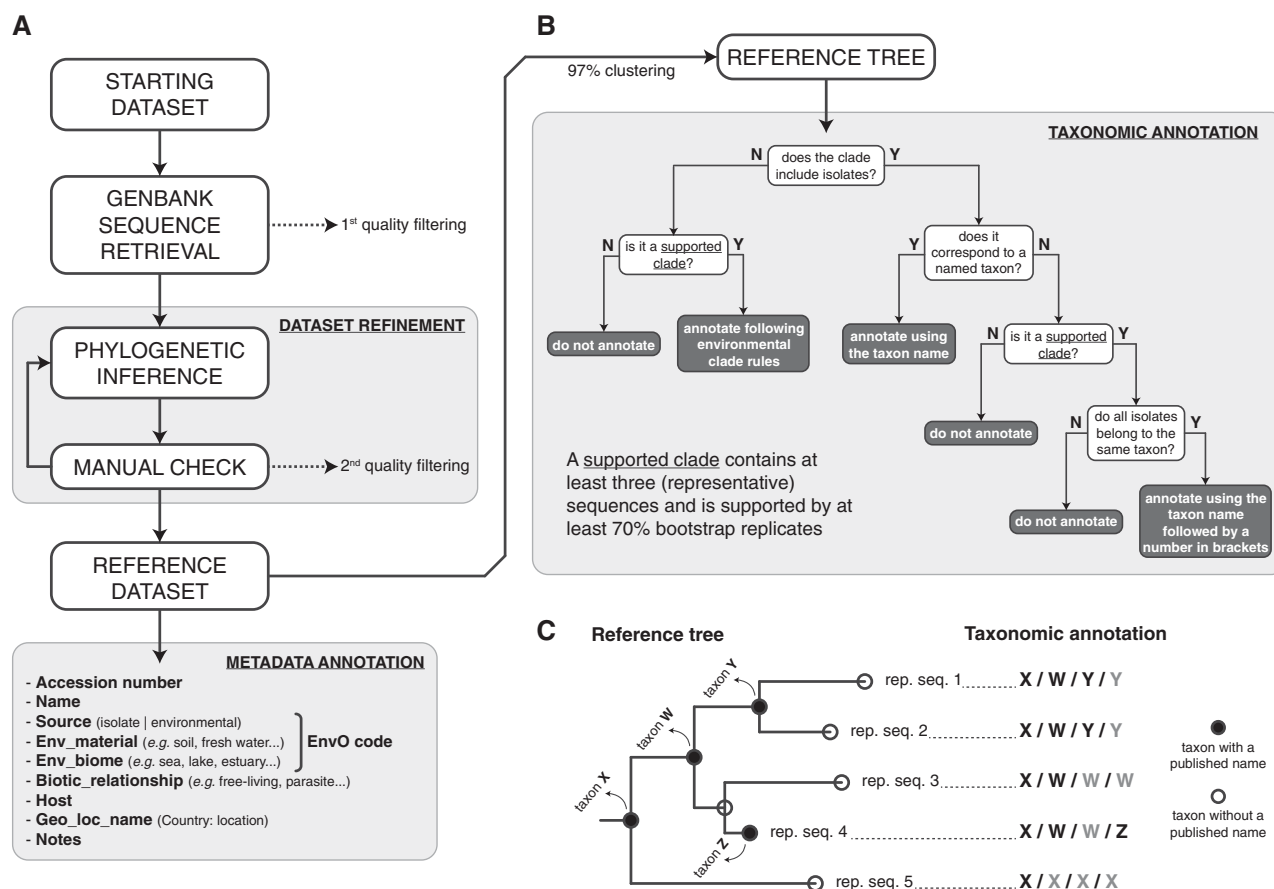 A
STARTING
DATASET
GENBANK
SEQUENCE
RETRIEVAL
1st quality filtering
DATASET REFINEMENT
PHYLOGENETIC
INFERENCE
MANUAL CHECK
2nd quality filtering
REFERENCE
DATASET
METADATA ANNOTATION
- Accession number
- Name
- Source (isolate | environmental)
- Env_material (e.g. soil, fresh water...)
- Env_biome (e.g. sea, lake, estuary...)
EnvO code
- Biotic_relationship (e.g. free-living, parasite...)
- Host
- Geo_loc_name (Country: location)
- Notes
B
97% clustering
REFERENCE TREE
TAXONOMIC ANNOTATION
N
does the clade
include isolates?
Y
N
is it a supported
clade?
Y
Y
does it
correspond to a
named taxon?
N
do not annotate
annotate following
environmental
clade rules
annotate using
the taxon name
N
is it a supported
clade?
Y
do not annotate
N
do all isolates
belong to the
same taxon?
Y
do not annotate
annotate using the
taxon name
followed by a
number in brackets
A supported clade contains at
least three (representative)
sequences and is supported by at
least 70% bootstrap replicates
C
Reference tree
Taxonomic annotation
taxon X
taxon W
taxon Y
taxon Z
rep. seq. 1 X / W / Y / Y
rep. seq. 2 X / W / Y / Y
rep. seq. 3 X / W / W / W
rep. seq. 4 X / W / W / Z
rep. seq. 5 X / X / X / X
taxon with a
published name
taxon without a
published name